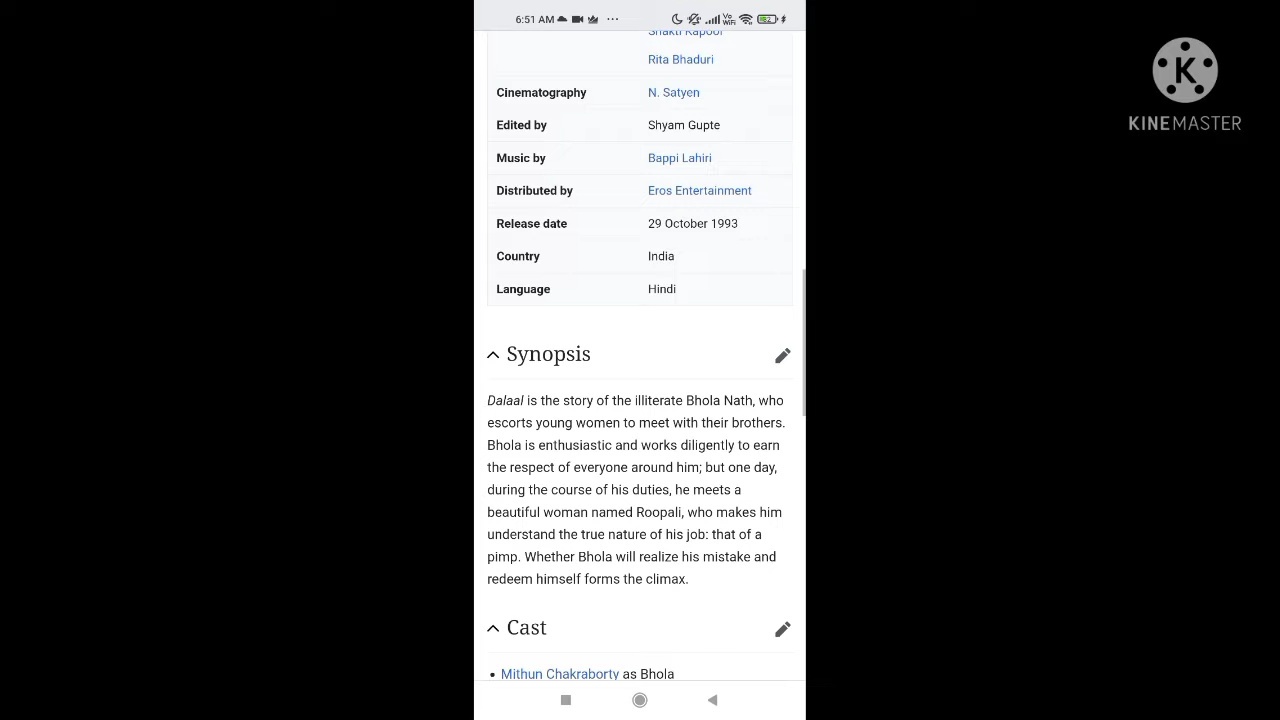 6:51 AM
Vo WiFi
Shakti Kapoor
Rita Bhaduri
Cinematography N. Satyen
Edited by Shyam Gupte
Music by Bappi Lahiri
Distributed by Eros Entertainment
Release date 29 October 1993
Country India
Language Hindi
Synopsis
Dalaal is the story of the illiterate Bhola Nath, who
escorts young women to meet with their brothers.
Bhola is enthusiastic and works diligently to earn
the respect of everyone around him; but one day,
during the course of his duties, he meets a
beautiful woman named Roopali, who makes him
understand the true nature of his job: that of a
pimp. Whether Bhola will realize his mistake and
redeem himself forms the climax.
Cast
• Mithun Chakraborty as Bhola
K
KINEMASTER